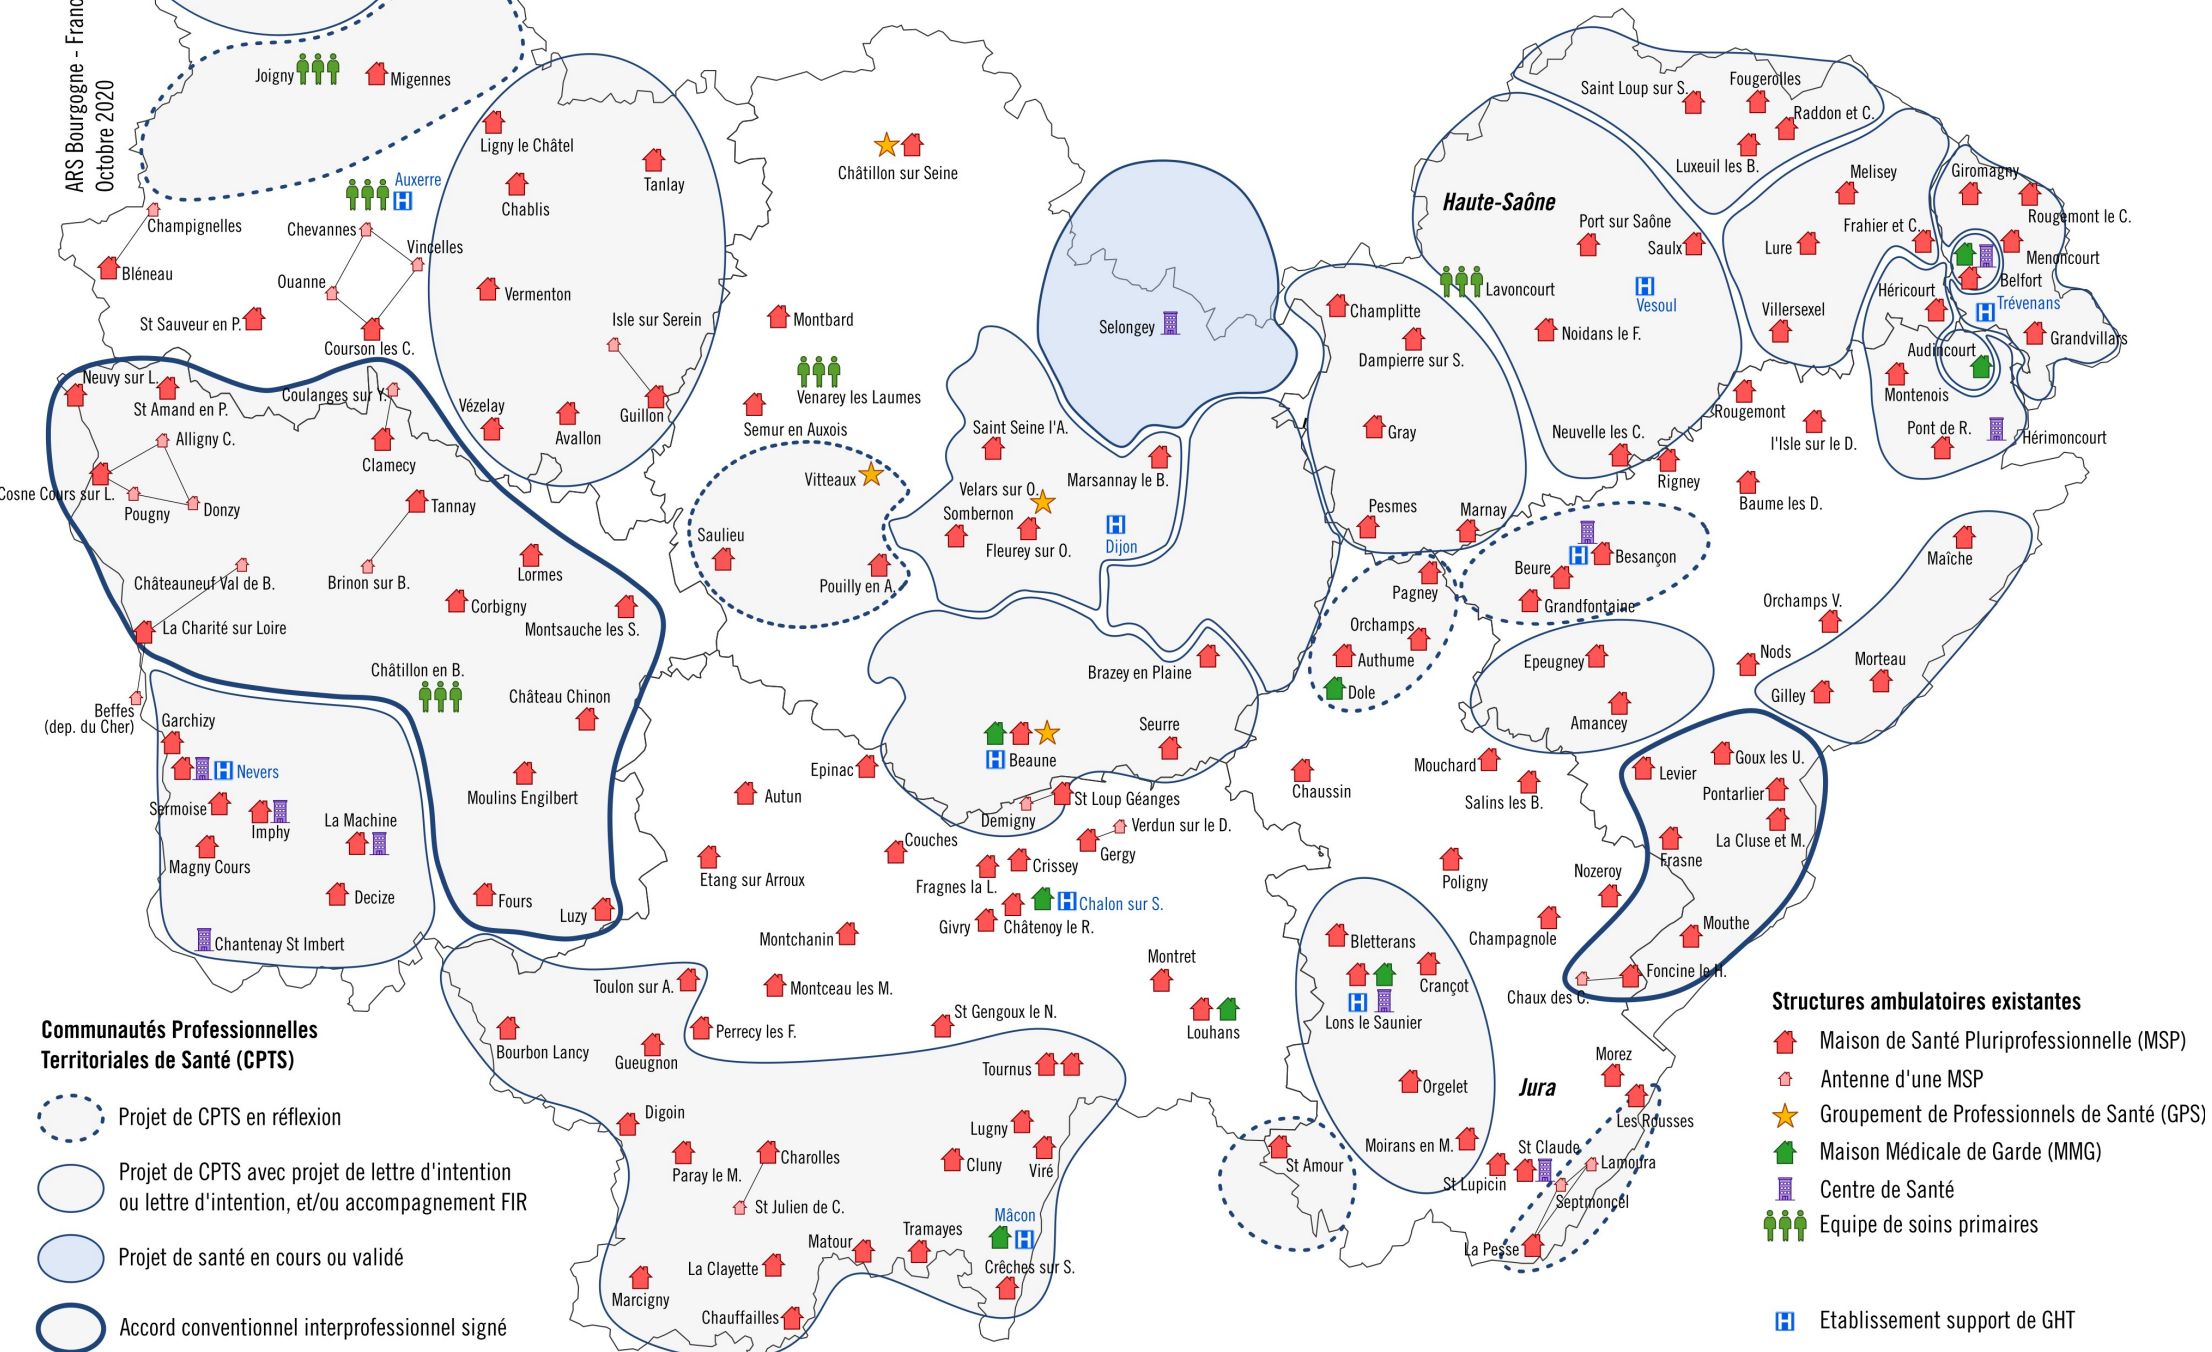 ARS Bourgogne - Franc
Octobre 2020
Joigny
Migennes
Ligny le Châtel
Tanlay
Chablis
Auxerre
Champignelles
Chevannes
Vincelles
Bléneau
Ouanne
Vermenton
St Sauveur en P.
Courson les C.
Isle sur Serein
Vézelay
Avallon
Guillon
Châtillon sur Seine
Montbard
Venarey les Laumes
Semur en Auxois
Selongey
Haute-Saône
Saint Loup sur S.
Fougerolles
Raddon et C.
Luxeuil les B.
Port sur Saône
Saulx
Lavoncourt
Vesoul
Noidans le F.
Neuvelle les C.
Melisey
Frahier et C.
Lure
Villersexel
Giromagny
Rougemont le C.
Menoncourt
Belfort
Trévenans
Héricourt
Grandvillars
Audincourt
Montenois
Pont de R.
Hérimoncourt
Rougemont
l'Isle sur le D.
Rigney
Baume les D.
Champlitte
Dampierre sur S.
Gray
Pesmes
Marnay
Neuvy sur L.
St Amand en P.
Coulanges sur Y.
Alligny C.
Clamecy
Cosne Cours sur L.
Pougny
Donzy
Tannay
Châteauneuf Val de B.
Brinon sur B.
Lormes
Corbigny
Montsauche les S.
La Charité sur Loire
Châtillon en B.
Château Chinon
Beffes
(dep. du Cher)
Moulins Engilbert
Fours
Luzy
Garchizy
Nevers
Sermoise
Imphy
La Machine
Magny Cours
Decize
Chantenay St Imbert
Vitteaux
Saulieu
Pouilly en A.
Saint Seine l'A.
Marsannay le B.
Velars sur O.
Sombernon
Fleurey sur O.
Dijon
Brazey en Plaine
Seurre
Beaune
St Loup Géanges
Demigny
Verdun sur le D.
Gergy
Epinac
Autun
Couches
Etang sur Arroux
Fragnes la L.
Crissey
Chalon sur S.
Givry
Châtenoy le R.
Montchanin
Montceau les M.
Montret
Louhans
St Gengoux le N.
Toulon sur A.
Perrecy les F.
Bourbon Lancy
Gueugnon
Tournus
Digoin
Lugny
Paray le M.
Charolles
Cluny
Viré
St Julien de C.
Mâcon
Tramayes
Matour
Crêches sur S.
La Clayette
Marcigny
Chauffailles
Besançon
Beure
Grandfontaine
Pagney
Orchamps
Authume
Dole
Epeugney
Amancey
Maîche
Orchamps V.
Nods
Morteau
Gilley
Mouchard
Salins les B.
Chaussin
Poligny
Nozeroy
Champagnole
Levier
Goux les U.
Pontarlier
La Cluse et M.
Frasne
Mouthe
Foncine le H.
Chaux des C.
Bletterans
Crançot
Lons le Saunier
Orgelet
Jura
Moirans en M.
St Amour
Morez
Les Rousses
St Claude
Lamoura
St Lupicin
Septmoncel
La Pesse
Communautés Professionnelles
Territoriales de Santé (CPTS)
Projet de CPTS en réflexion
Projet de CPTS avec projet de lettre d'intention
ou lettre d'intention, et/ou accompagnement FIR
Projet de santé en cours ou validé
Accord conventionnel interprofessionnel signé
Structures ambulatoires existantes
Maison de Santé Pluriprofessionnelle (MSP)
Antenne d'une MSP
Groupement de Professionnels de Santé (GPS)
Maison Médicale de Garde (MMG)
Centre de Santé
Equipe de soins primaires
Etablissement support de GHT